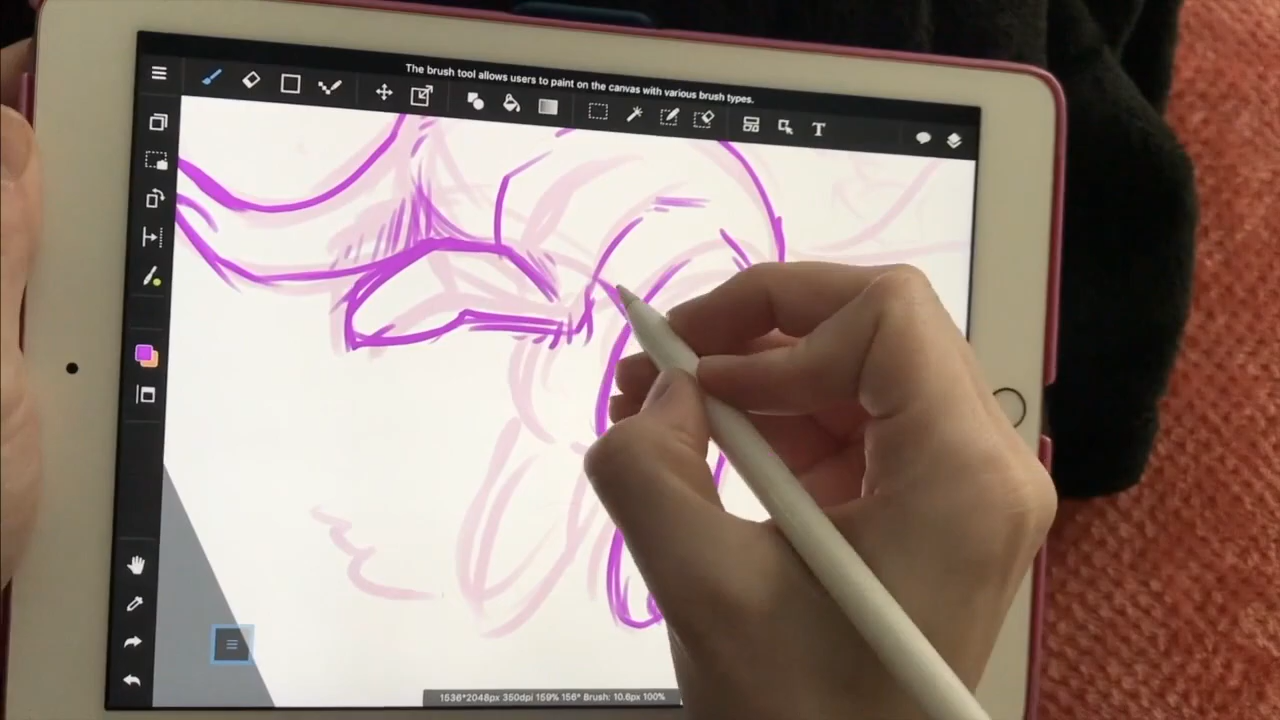 The brush tool allows users to paint on the canvas with various brush types.
T
1536*2048px 350dpi 159% 156° Brush: 10.6px 100%